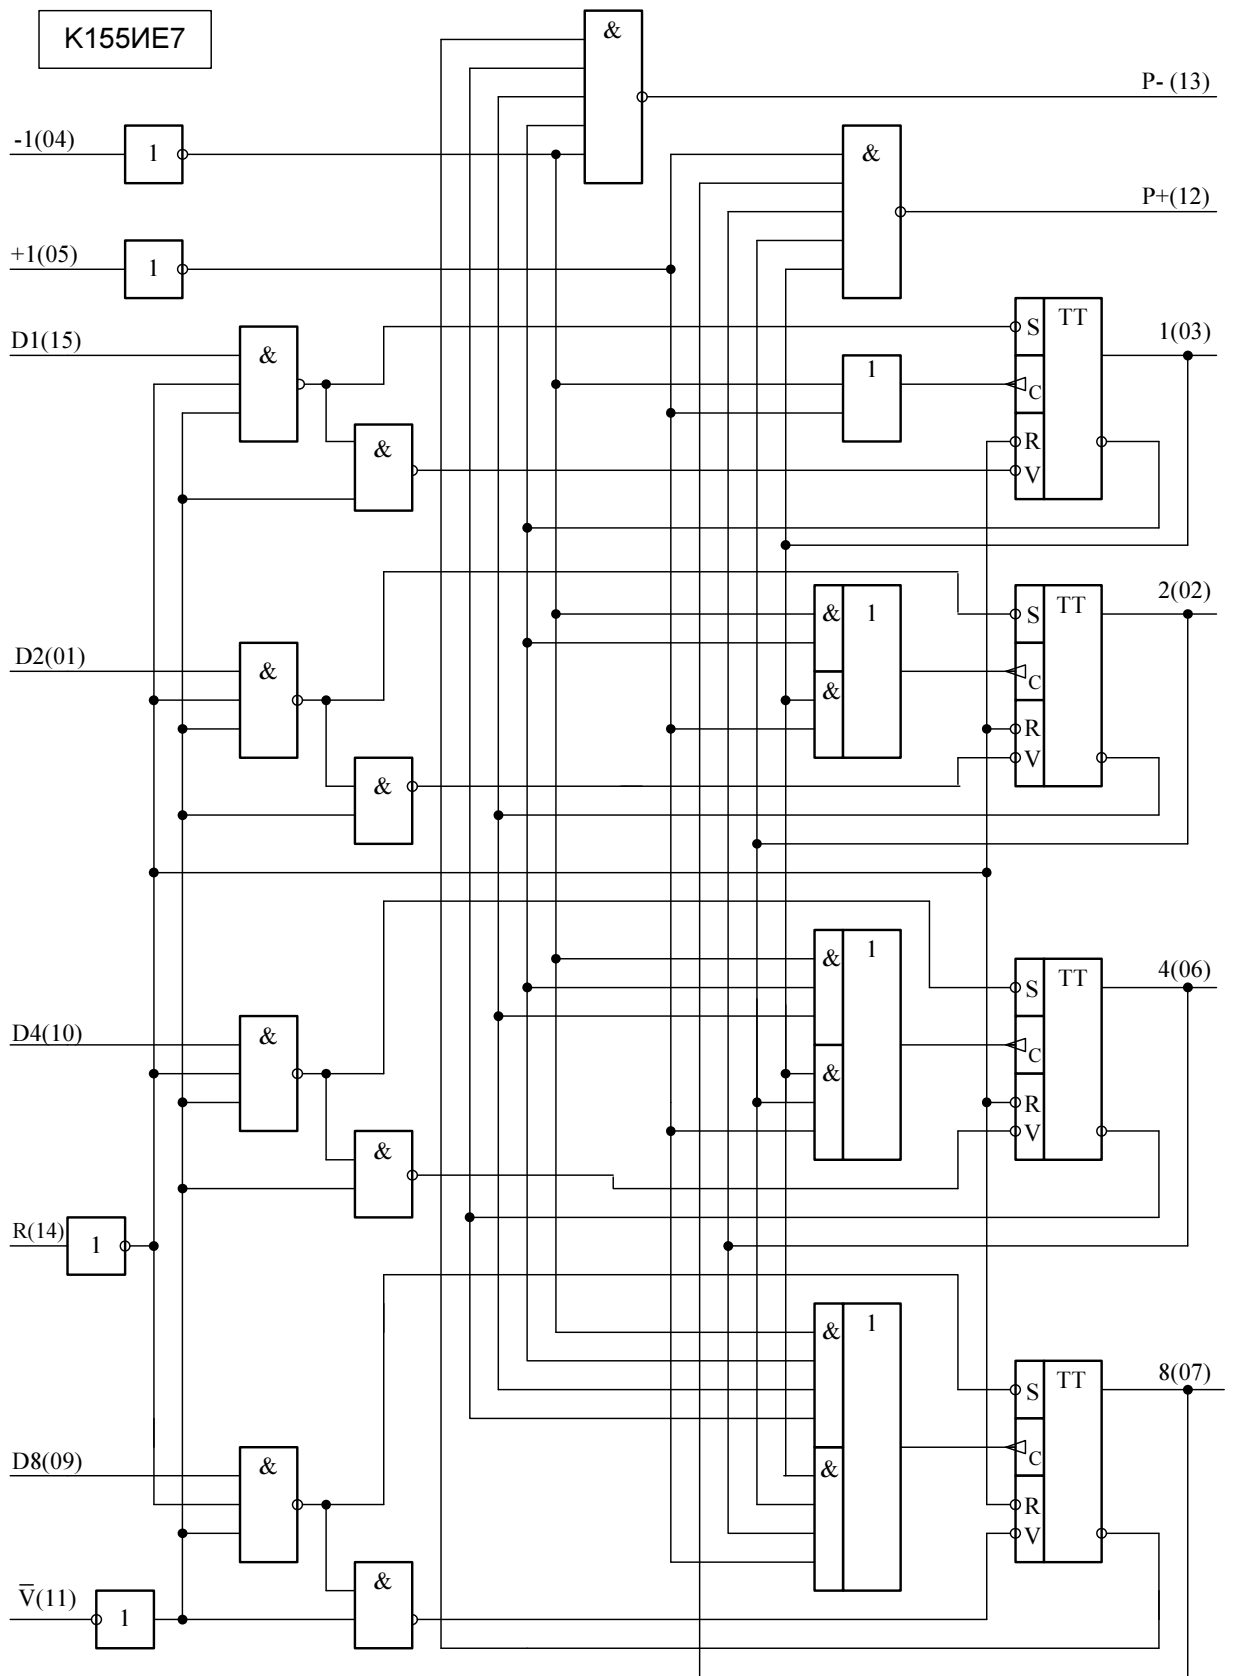 К155ИЕ7
&
P- (13)
-1(04)
1
&
P+(12)
+1(05)
1
D1(15)
&
S
TT
1(03)
1
C
&
R
V
2(02)
D2(01)
&
&
1
S
TT
&
C
&
R
V
4(06)
D4(10)
&
&
1
S
TT
&
C
&
R
V
R(14)
1
8(07)
D8(09)
&
&
1
S
TT
&
C
R
V
V̅(11)
1
&